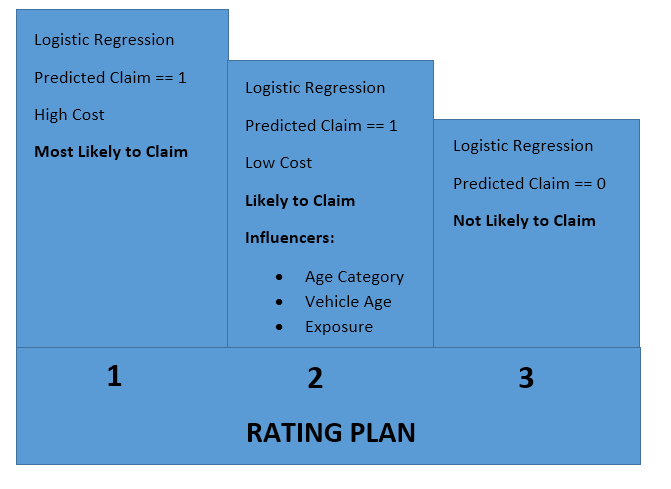 Logistic Regression
Predicted Claim == 1
High Cost
Most Likely to Claim
Logistic Regression
Predicted Claim == 1
Low Cost
Likely to Claim
Influencers:
• Age Category
• Vehicle Age
• Exposure
Logistic Regression
Predicted Claim == 0
Not Likely to Claim
1 2 3
RATING PLAN